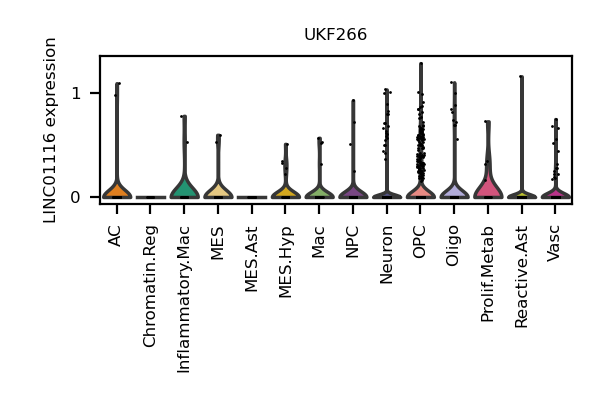 UKF266
LINC01116 expression
1
0
AC
Chromatin.Reg
Inflammatory.Mac
MES
MES.Ast
MES.Hyp
Mac
NPC
Neuron
OPC
Oligo
Prolif.Metab
Reactive.Ast
Vasc